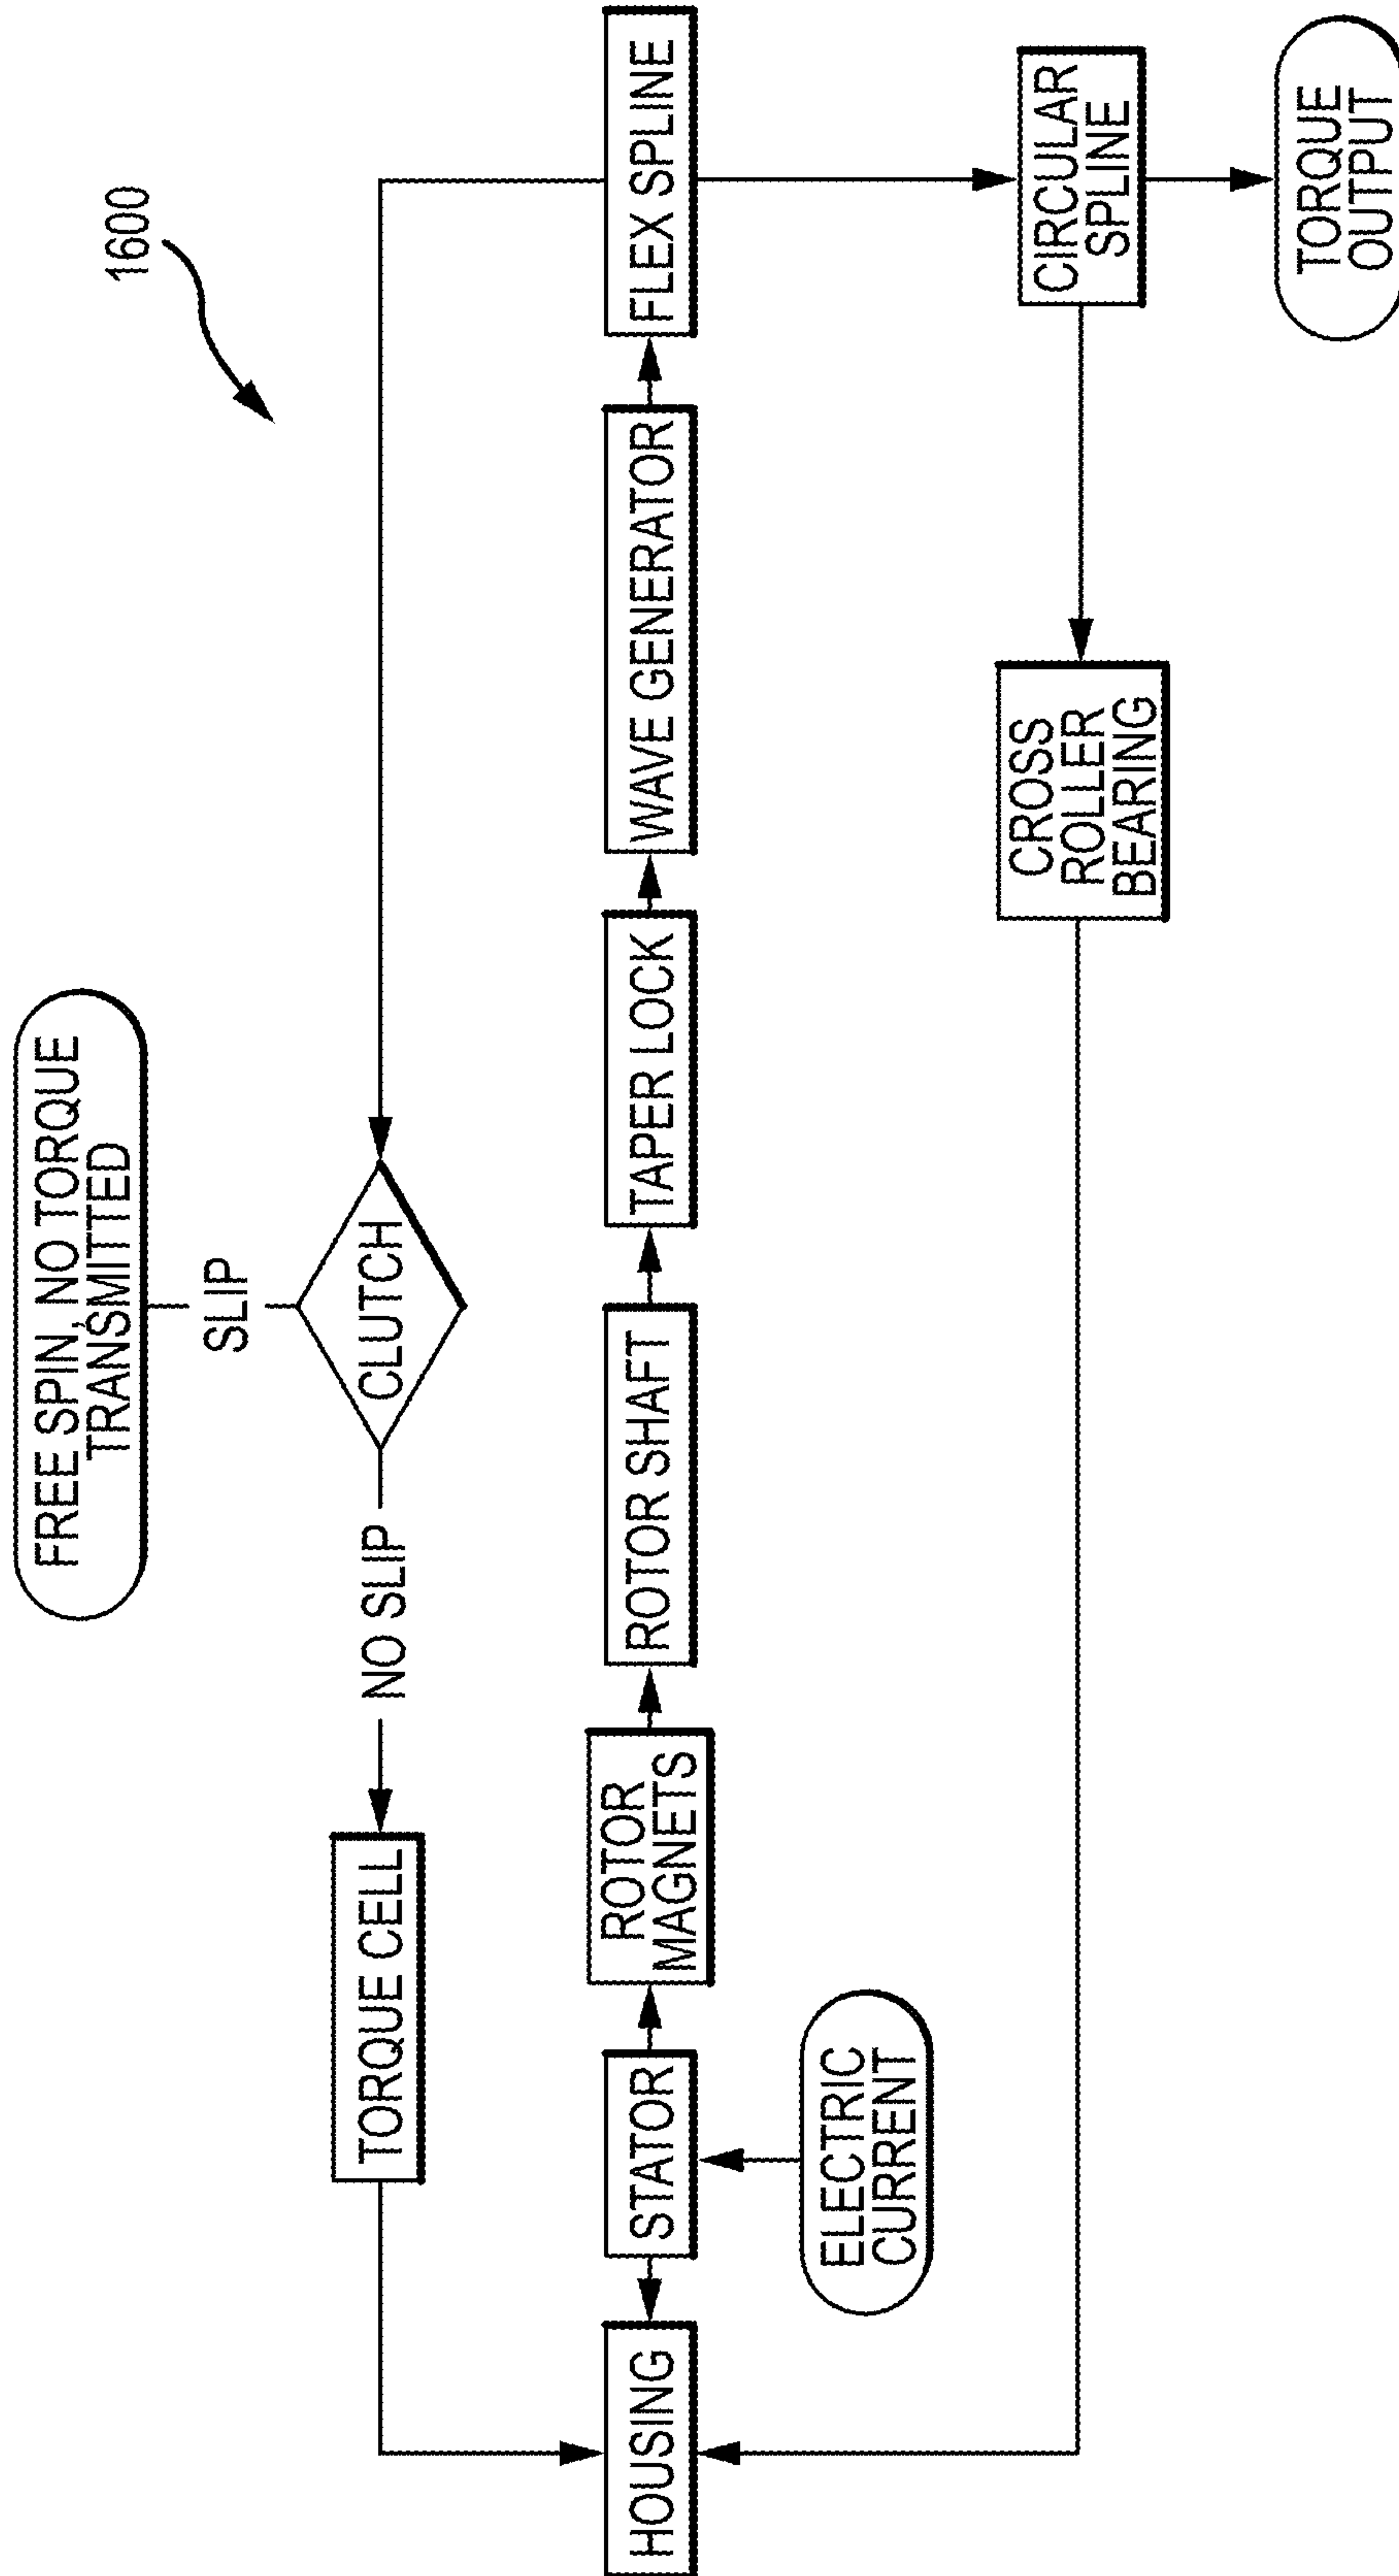 1600
FREE SPIN, NO TORQUE
TRANSMITTED
SLIP
CLUTCH
NO SLIP
TORQUE CELL
HOUSING
STATOR
ROTOR
MAGNETS
ROTOR SHAFT
TAPER LOCK
WAVE GENERATOR
FLEX SPLINE
ELECTRIC
CURRENT
CROSS
ROLLER
BEARING
CIRCULAR
SPLINE
TORQUE
OUTPUT